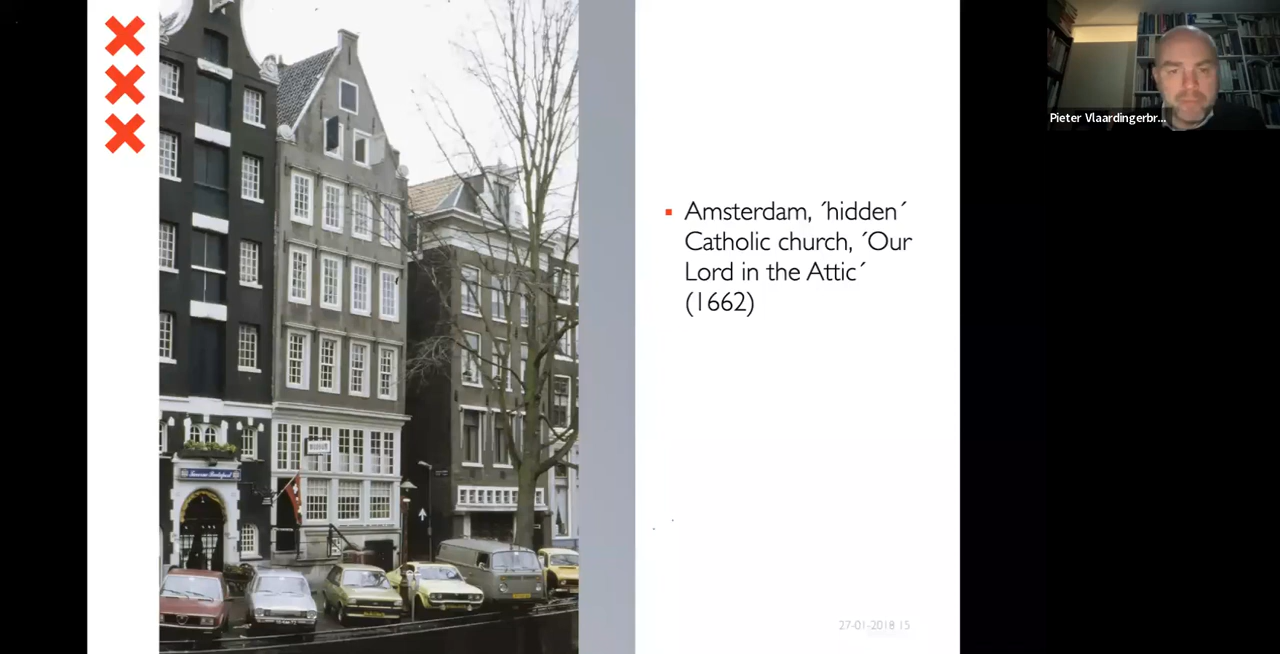 Amsterdam, ´hidden´
Catholic church, ´Our
Lord in the Attic´
(1662)
27-01-2018 15
Pieter Vlaardingerbr...